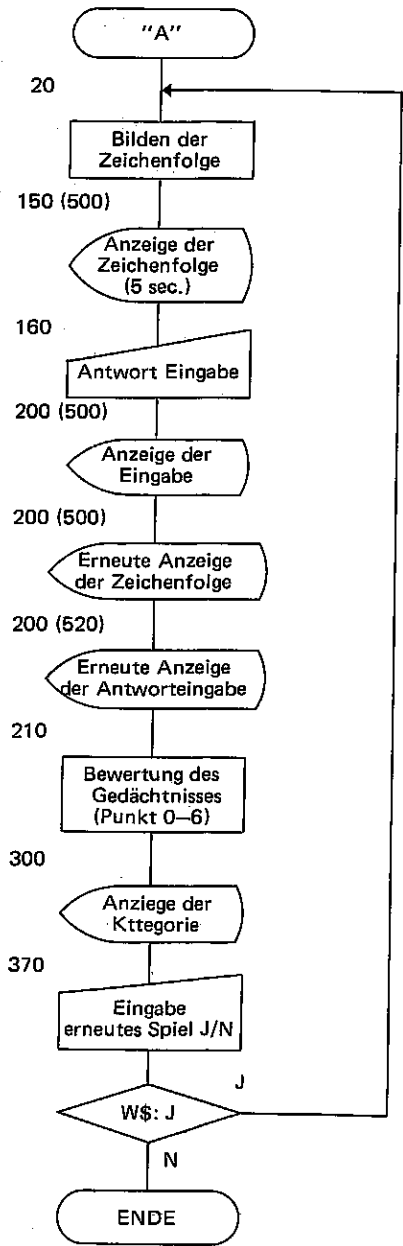 "A"
20
Bilden der
Zeichenfolge
150 (500)
Anzeige der
Zeichenfolge
(5 sec.)
160
Antwort Eingabe
200 (500)
Anzeige der
Eingabe
200 (500)
Erneute Anzeige
der Zeichenfolge
200 (520)
Erneute Anzeige
der Antworteingabe
210
Bewertung des
Gedächtnisses
(Punkt 0–6)
300
Anziege der
Kttegorie
370
Eingabe
erneutes Spiel J/N
J
W$: J
N
ENDE